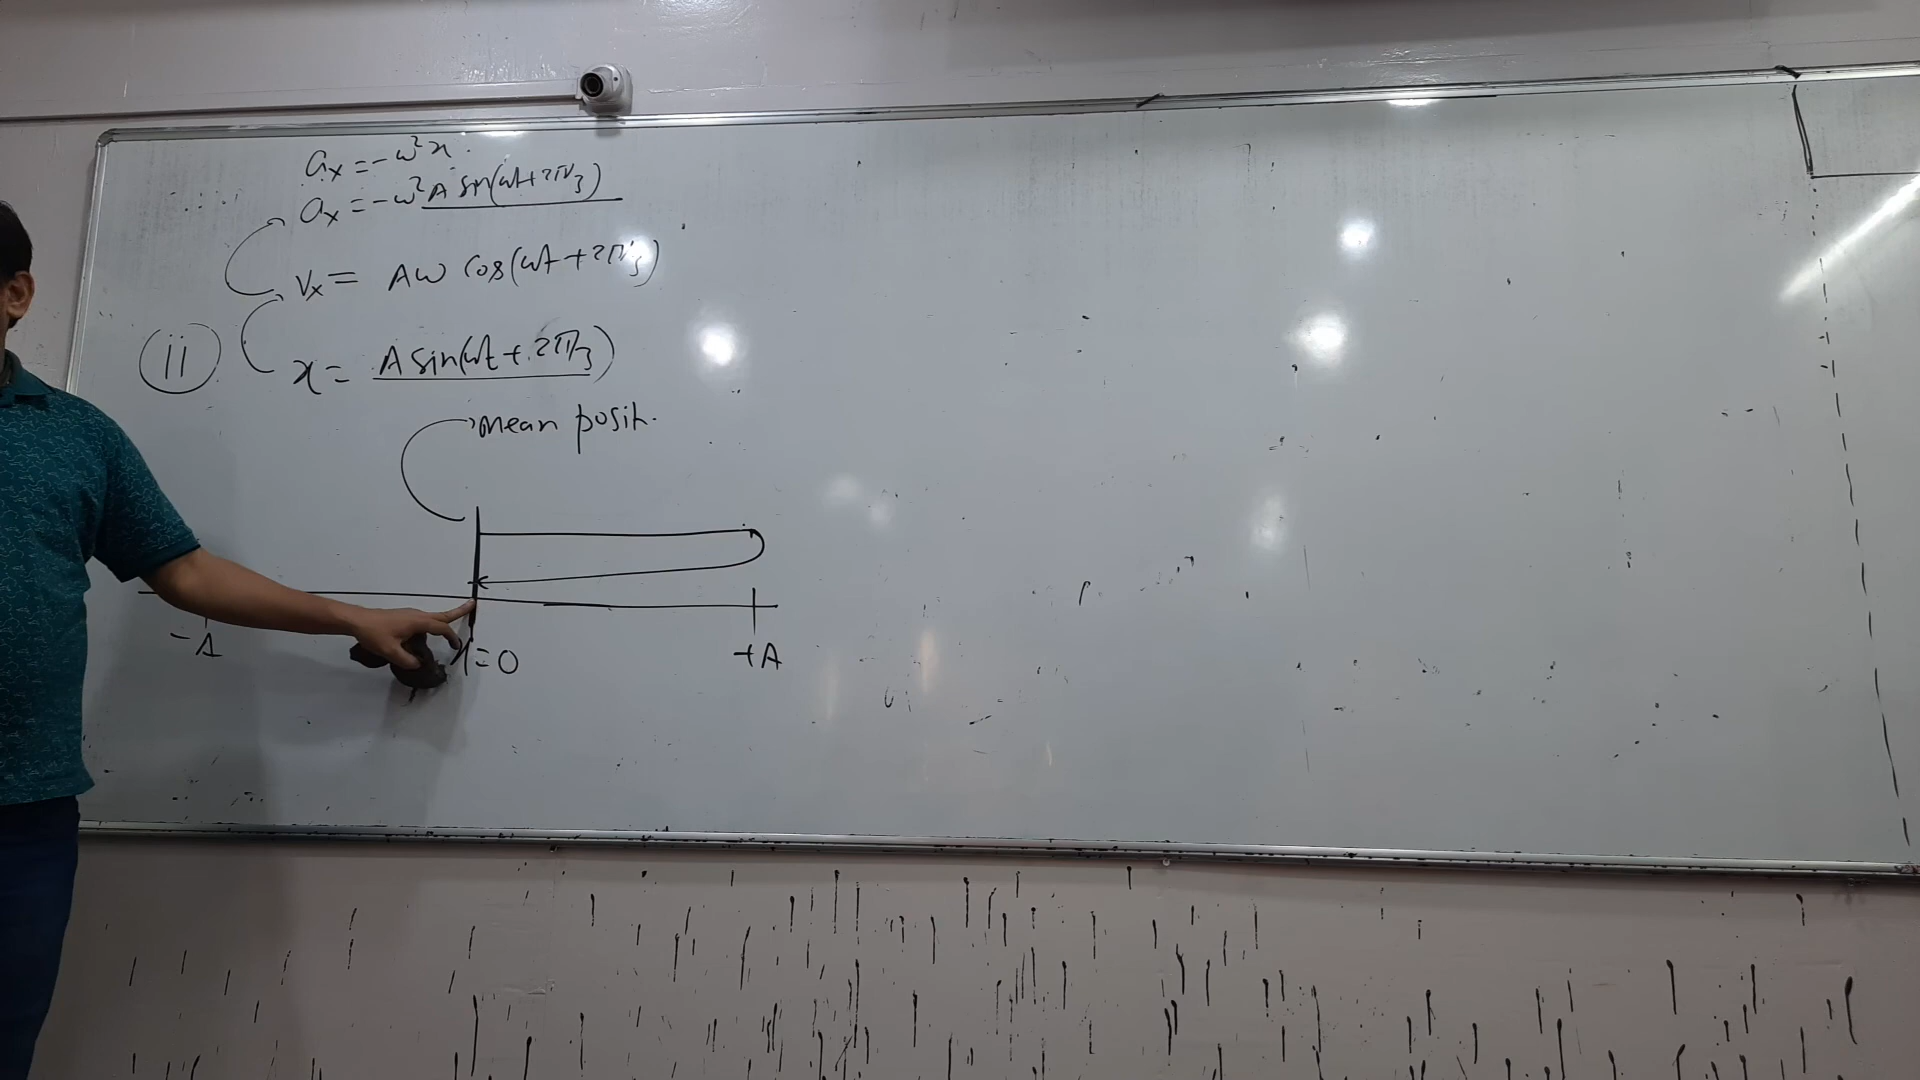 aₓ = -ω²x.
aₓ = -ω²A sin(ωt+2π/3)
Vₓ = Aω Cos(ωt+2π/3)
ii
x = A sin(ωt+2π/3)
Mean posit.
-A
x=0
+A